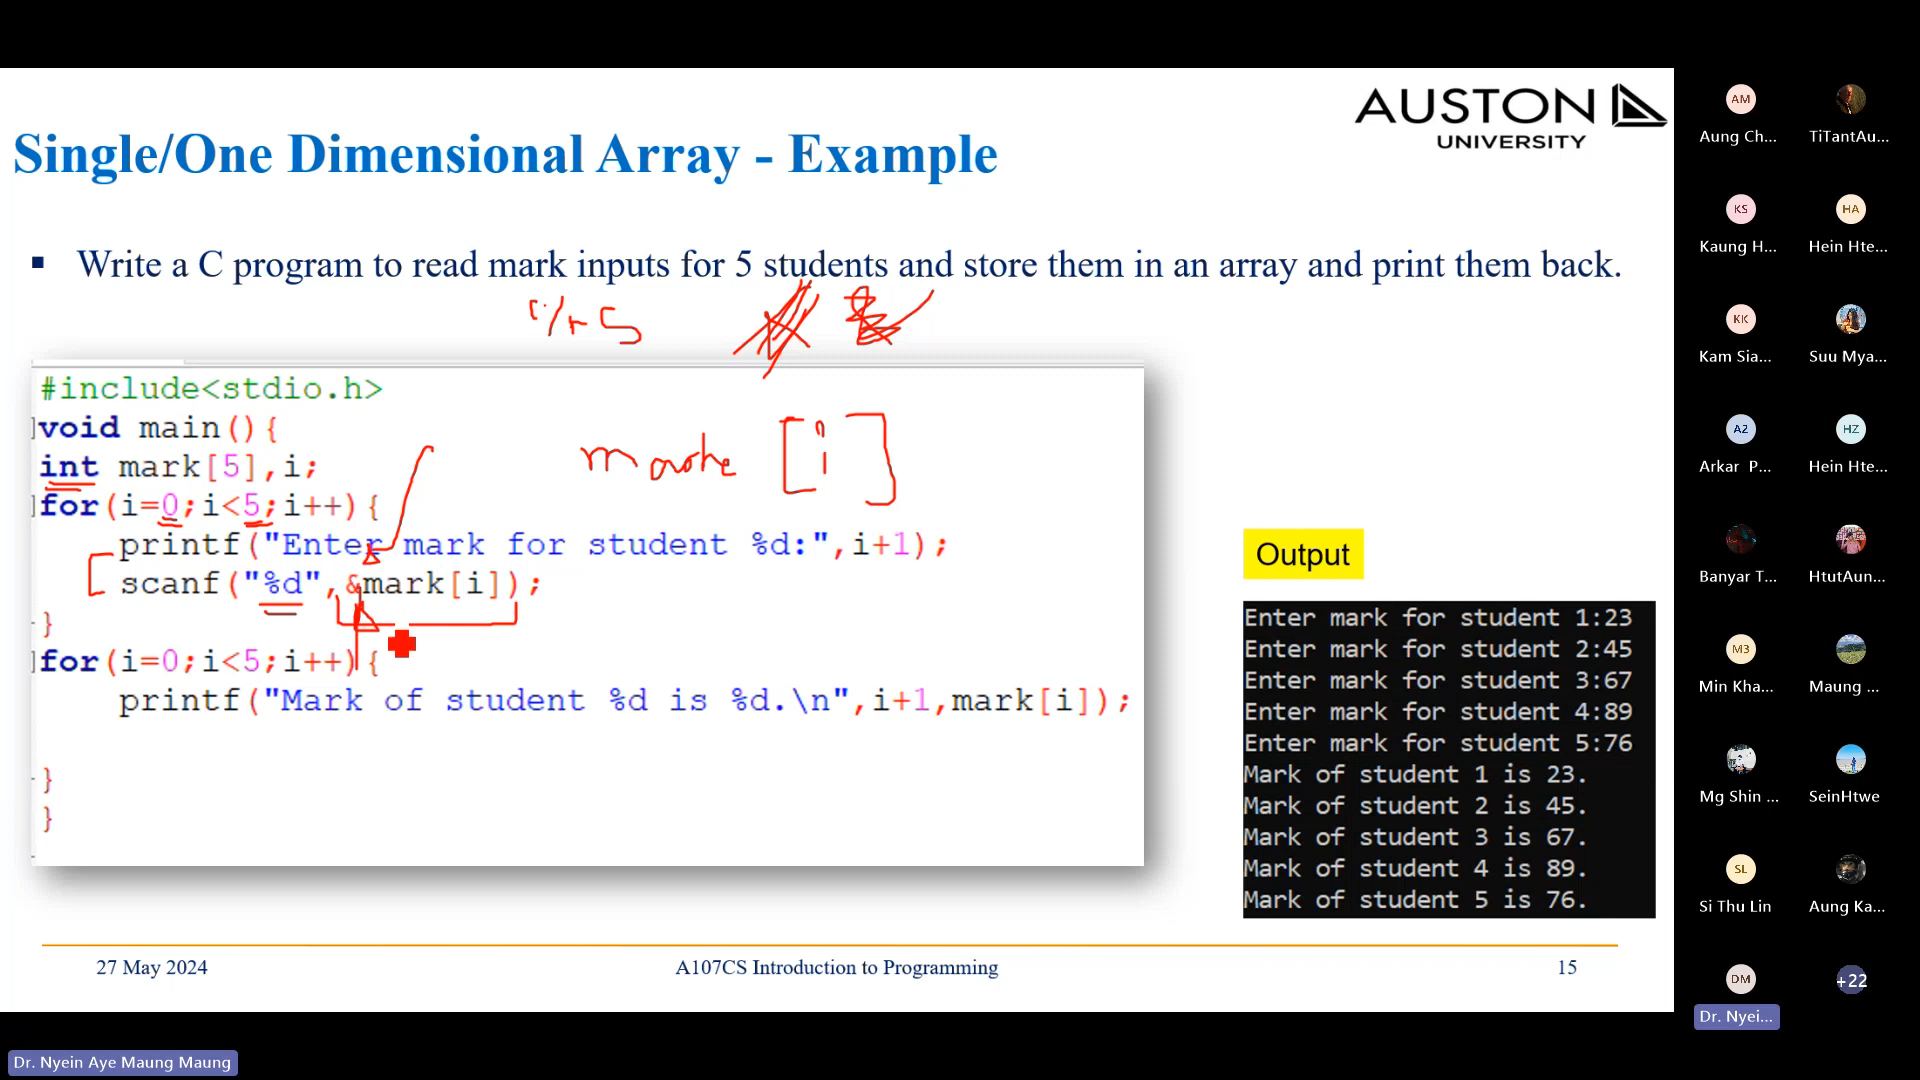 AUSTON
UNIVERSITY
Single/One Dimensional Array - Example
▪ Write a C program to read mark inputs for 5 students and store them in an array and print them back.
#include<stdio.h>
void main(){
int mark[5],i;
for(i=0;i<5;i++){
printf("Enter mark for student %d:",i+1);
scanf("%d",&mark[i]);
}
for(i=0;i<5;i++){
printf("Mark of student %d is %d.\n",i+1,mark[i]);
}
}
mark [i]
Output
Enter mark for student 1:23
Enter mark for student 2:45
Enter mark for student 3:67
Enter mark for student 4:89
Enter mark for student 5:76
Mark of student 1 is 23.
Mark of student 2 is 45.
Mark of student 3 is 67.
Mark of student 4 is 89.
Mark of student 5 is 76.
27 May 2024
A107CS Introduction to Programming
15
AM
Aung Ch...
TiTantAu...
KS
Kaung H...
HA
Hein Hte...
KK
Kam Sia...
Suu Mya...
A2
Arkar P...
HZ
Hein Hte...
Banyar T...
HtutAun...
M3
Min Kha...
Maung ...
Mg Shin ...
SeinHtwe
SL
Si Thu Lin
Aung Ka...
DM
Dr. Nyei...
+22
Dr. Nyein Aye Maung Maung